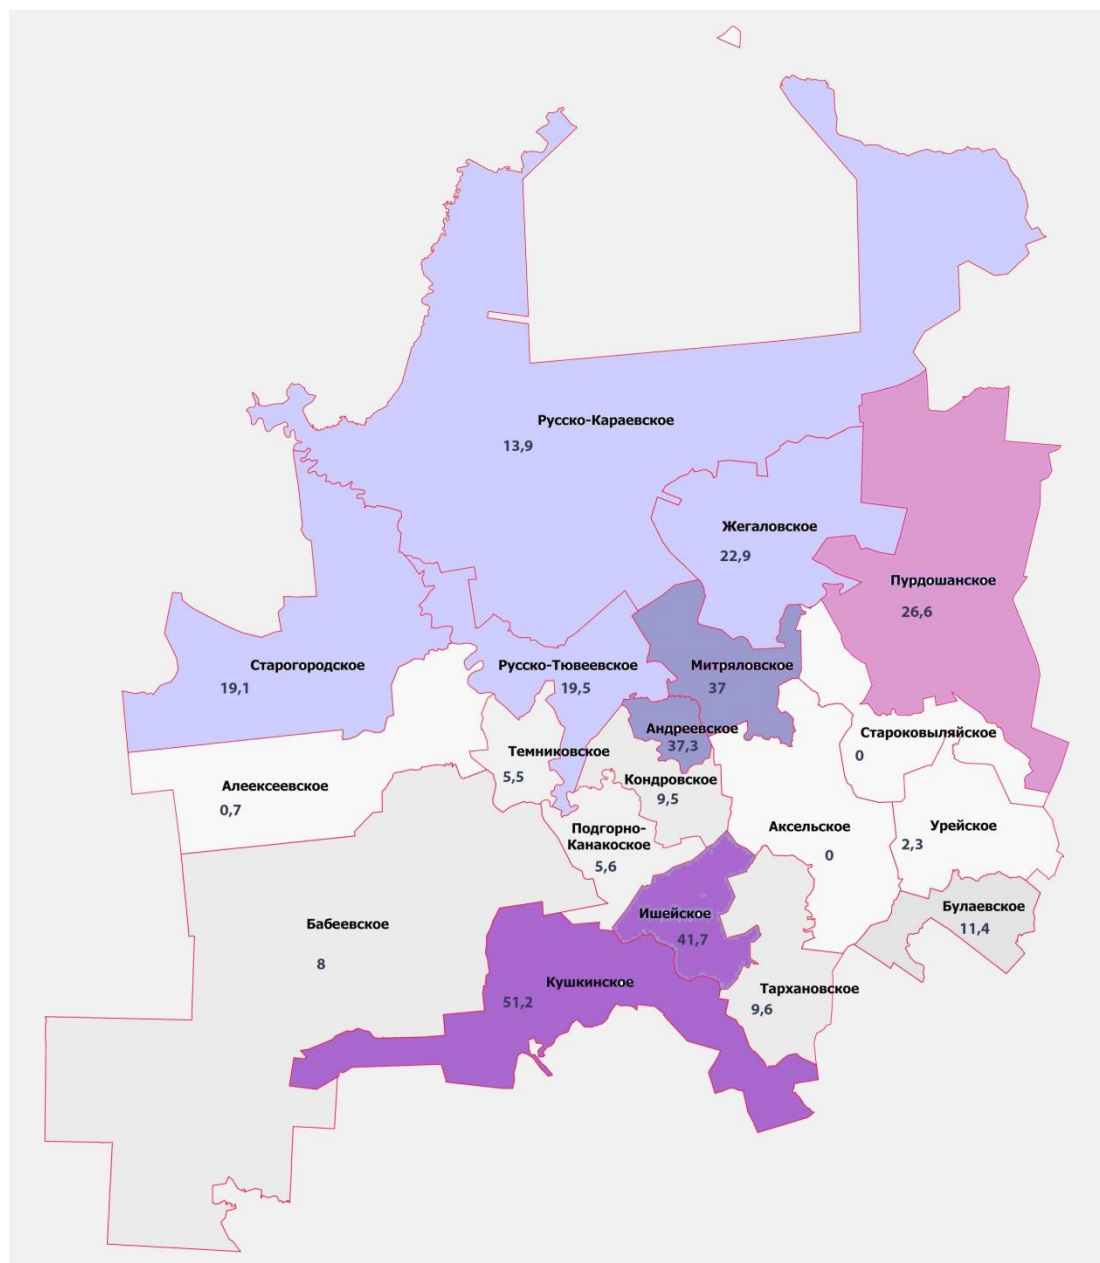 Русско-Караевское
13,9
Жегаловское
22,9
Пурдошанское
26,6
Старогородское
19,1
Русско-Тювеевское
19,5
Митряловское
37
Андреевское
37,3
Староковыляйское
0
Темниковское
5,5
Кондровское
9,5
Алеексеевское
0,7
Подгорно-
Канакоское
5,6
Аксельское
0
Урейское
2,3
Булаевское
11,4
Ишейское
41,7
Бабеевское
8
Кушкинское
51,2
Тархановское
9,6